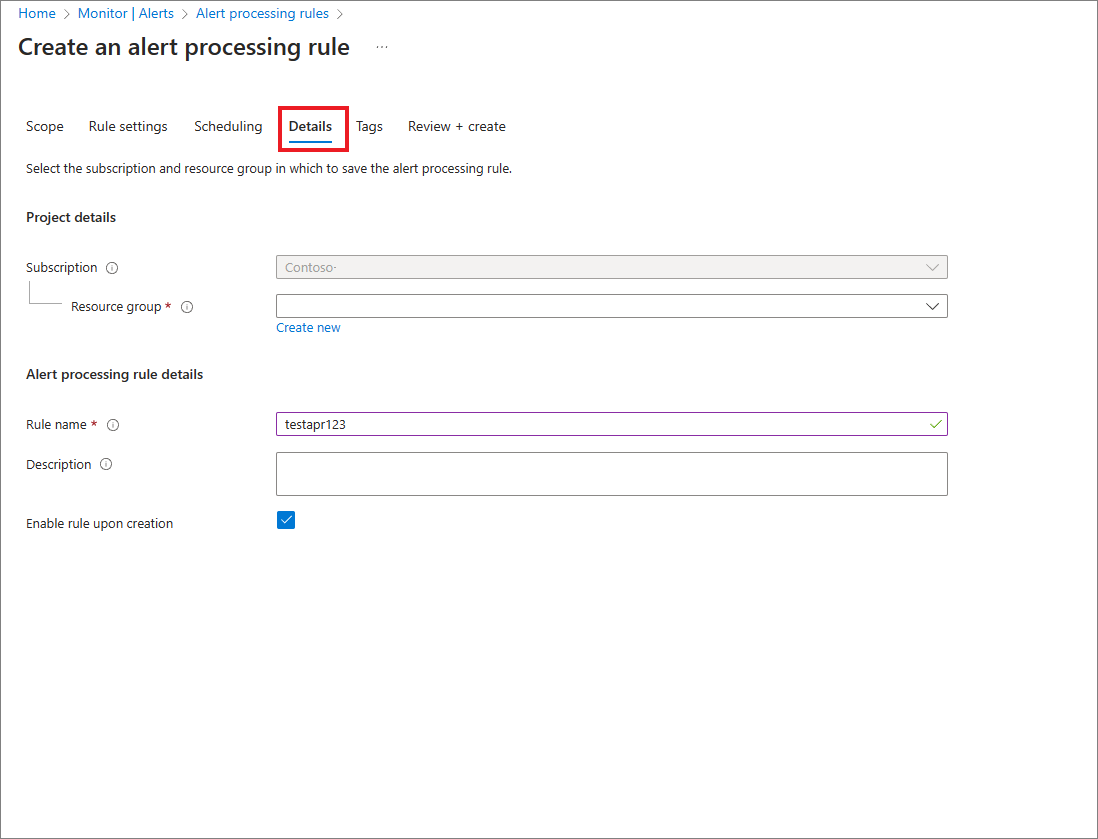 Home > Monitor | Alerts > Alert processing rules >
Create an alert processing rule ...
Scope Rule settings Scheduling Details Tags Review + create
Select the subscription and resource group in which to save the alert processing rule.
Project details
Subscription Contoso·
Resource group *
Create new
Alert processing rule details
Rule name * testapr123
Description
Enable rule upon creation